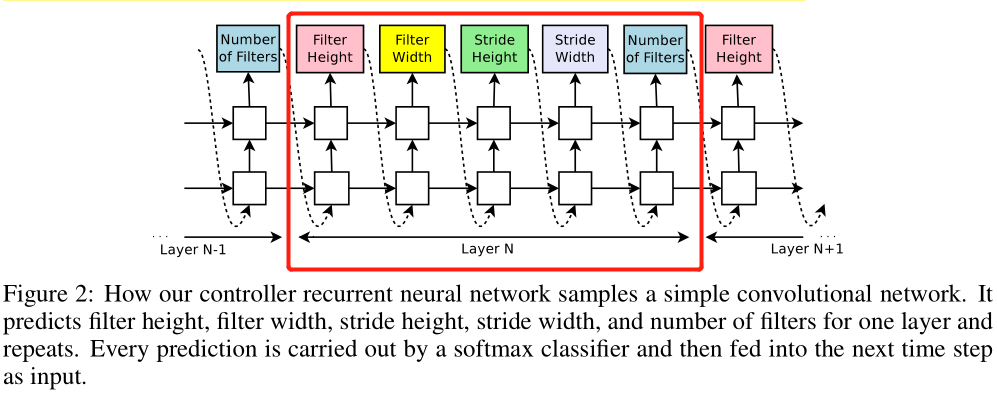 Number of Filters
Filter Height
Filter Width
Stride Height
Stride Width
Number of Filters
Filter Height
... Layer N-1
Layer N
Layer N+1 ...
Figure 2: How our controller recurrent neural network samples a simple convolutional network. It
predicts filter height, filter width, stride height, stride width, and number of filters for one layer and
repeats. Every prediction is carried out by a softmax classifier and then fed into the next time step
as input.